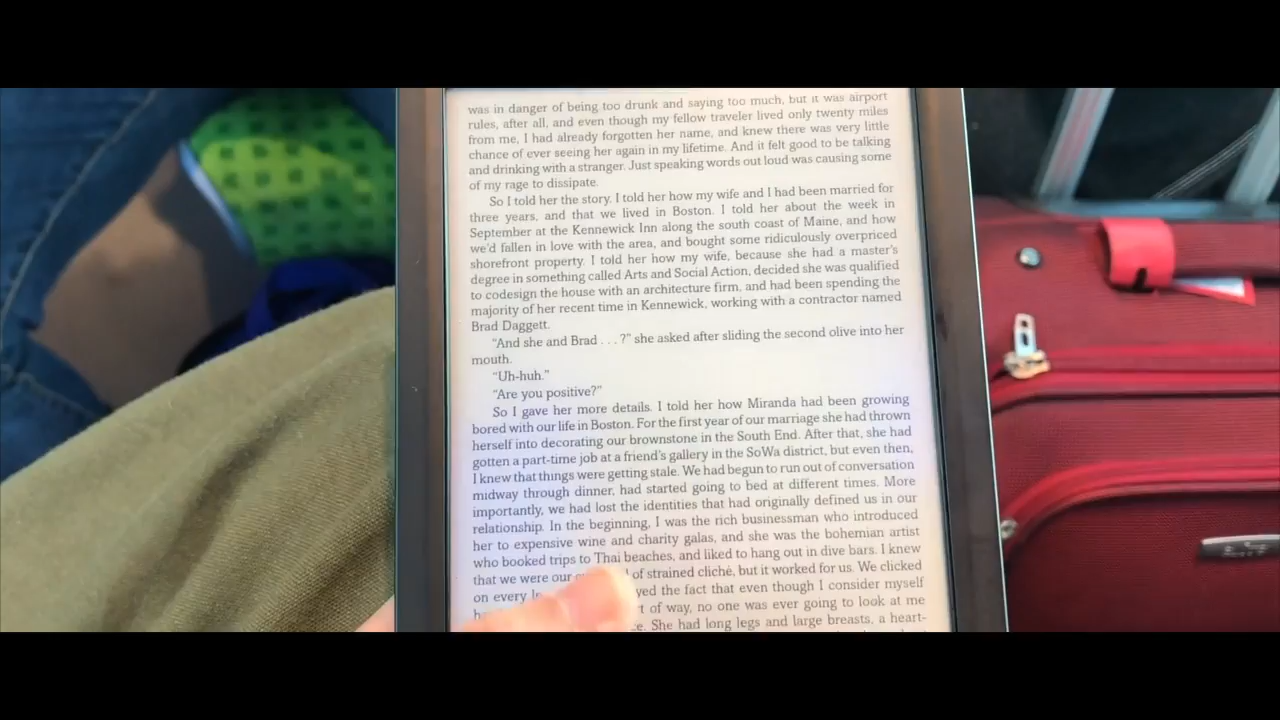 was in danger of being too drunk and saying too much, but it was airport
rules, after all, and even though my fellow traveler lived only twenty miles
from me, I had already forgotten her name, and knew there was very little
chance of ever seeing her again in my lifetime. And it felt good to be talking
and drinking with a stranger. Just speaking words out loud was causing some
of my rage to dissipate.
So I told her the story. I told her how my wife and I had been married for
three years, and that we lived in Boston. I told her about the week in
September at the Kennewick Inn along the south coast of Maine, and how
we'd fallen in love with the area, and bought some ridiculously overpriced
shorefront property. I told her how my wife, because she had a master's
degree in something called Arts and Social Action, decided she was qualified
to codesign the house with an architecture firm, and had been spending the
majority of her recent time in Kennewick, working with a contractor named
Brad Daggett.
"And she and Brad . . . ?" she asked after sliding the second olive into her
mouth.
"Uh-huh."
"Are you positive?"
So I gave her more details. I told her how Miranda had been growing
bored with our life in Boston. For the first year of our marriage she had thrown
herself into decorating our brownstone in the South End. After that, she had
gotten a part-time job at a friend's gallery in the SoWa district, but even then,
I knew that things were getting stale. We had begun to run out of conversation
midway through dinner, had started going to bed at different times. More
importantly, we had lost the identities that had originally defined us in our
relationship. In the beginning, I was the rich businessman who introduced
her to expensive wine and charity galas, and she was the bohemian artist
who booked trips to Thai beaches, and liked to hang out in dive bars. I knew
that we were our of strained cliché, but it worked for us. We clicked
on every the fact that even though I consider myself
of way, no one was ever going to look at me
She had long legs and large breasts, a heart-